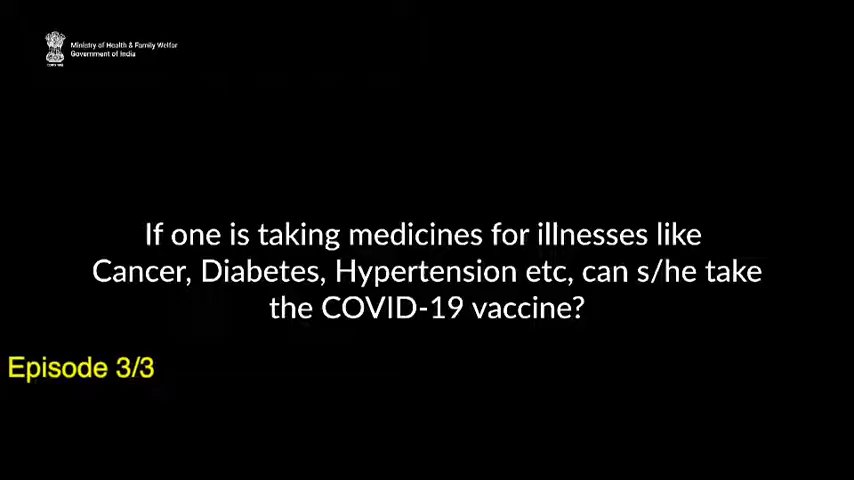 Ministry of Health & Family Welfar
Government of India
If one is taking medicines for illnesses like
Cancer, Diabetes, Hypertension etc, can s/he take
the COVID-19 vaccine?
Episode 3/3